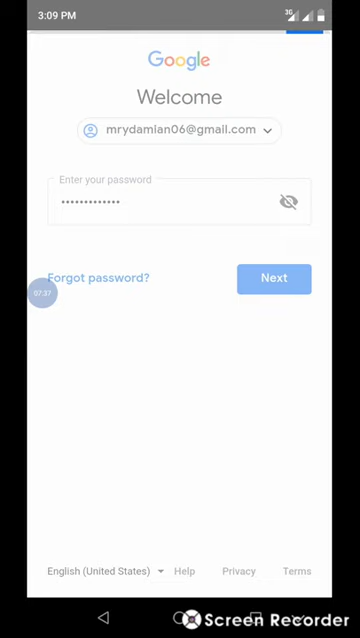 3:09 PM
3G
Google
Welcome
mrydamian06@gmail.com
Enter your password
•••••••••••••
07:37
Forgot password?
Next
English (United States)
Help
Privacy
Terms
Screen Recorder